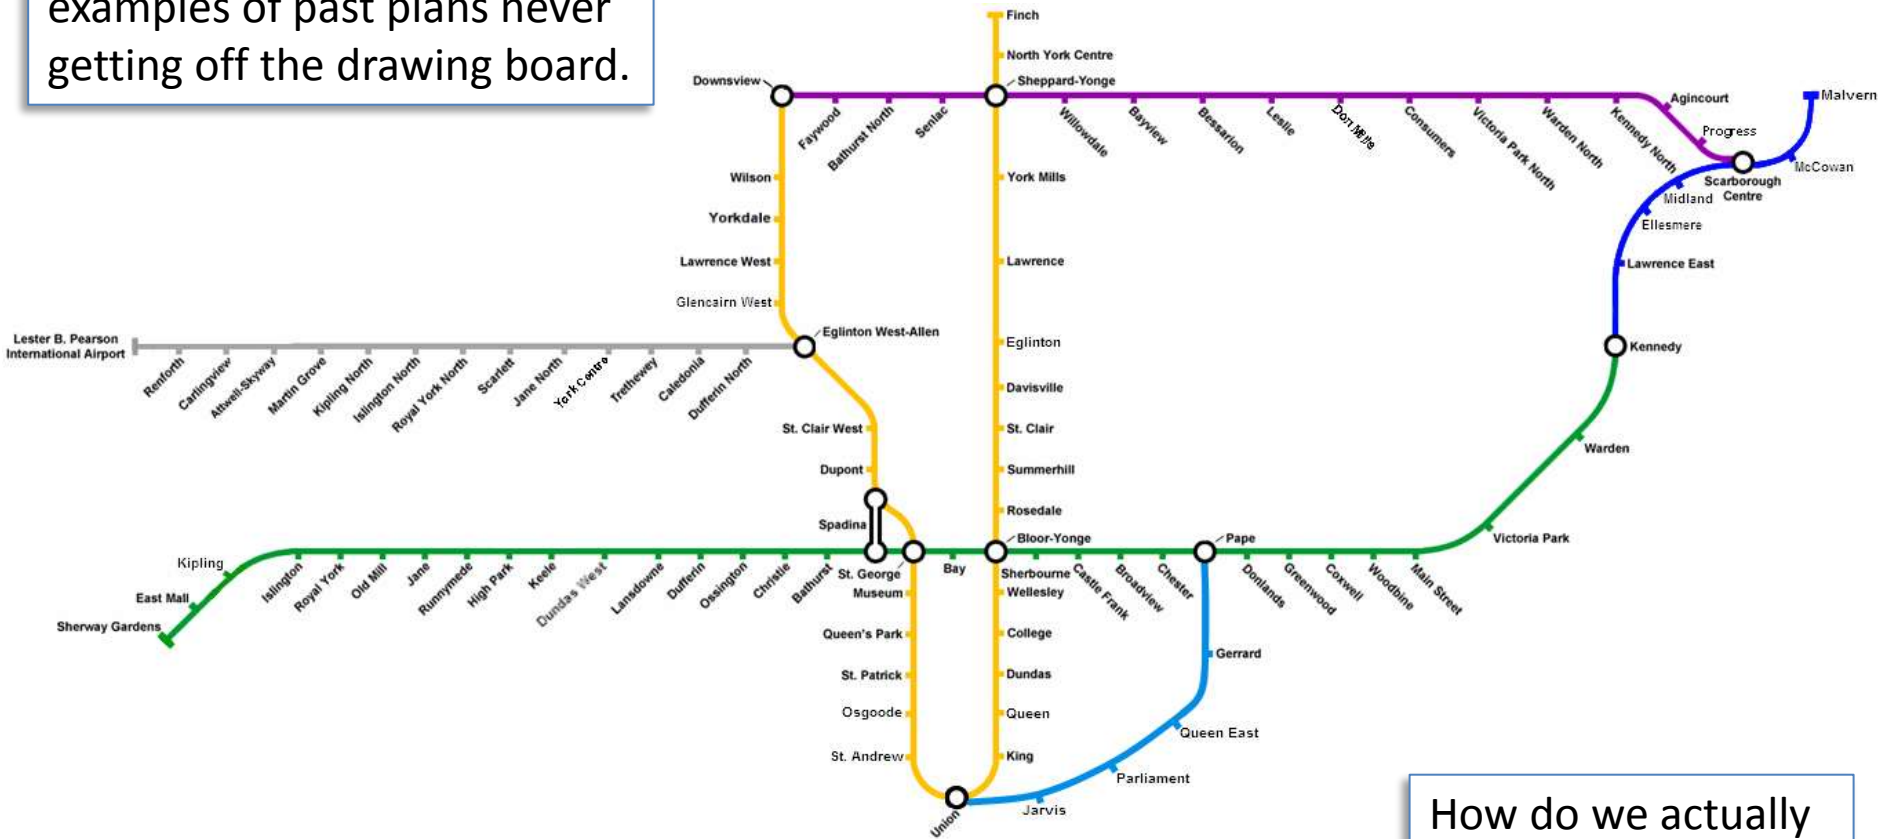 examples of past plans never
getting off the drawing board.
Finch
North York Centre
Downsview
Sheppard-Yonge
Faywood
Bathurst North
Senlac
Willowdale
Bayview
Bessarion
Leslie
Don Mills
Consumers
Victoria Park North
Warden North
Kennedy North
Agincourt
Progress
Malvern
McCowan
Scarborough
Centre
Midland
Ellesmere
Lawrence East
Kennedy
Wilson
Yorkdale
Lawrence West
Glencairn West
Eglinton West-Allen
York Mills
Lawrence
Eglinton
Davisville
St. Clair
Summerhill
Rosedale
Lester B. Pearson
International Airport
Renforth
Carlingview
Attwell-Skyway
Martin Grove
Kipling North
Islington North
Royal York North
Scarlett
Jane North
York Centre
Trethewey
Caledonia
Dufferin North
St. Clair West
Dupont
Spadina
Bloor-Yonge
Pape
Warden
Victoria Park
Kipling
East Mall
Sherway Gardens
Islington
Royal York
Old Mill
Jane
Runnymede
High Park
Keele
Dundas West
Lansdowne
Dufferin
Ossington
Christie
Bathurst
St. George
Bay
Sherbourne
Castle Frank
Broadview
Chester
Donlands
Greenwood
Coxwell
Woodbine
Main Street
Museum
Queen's Park
St. Patrick
Osgoode
St. Andrew
Wellesley
College
Dundas
Queen
King
Union
Gerrard
Queen East
Parliament
Jarvis
How do we actually